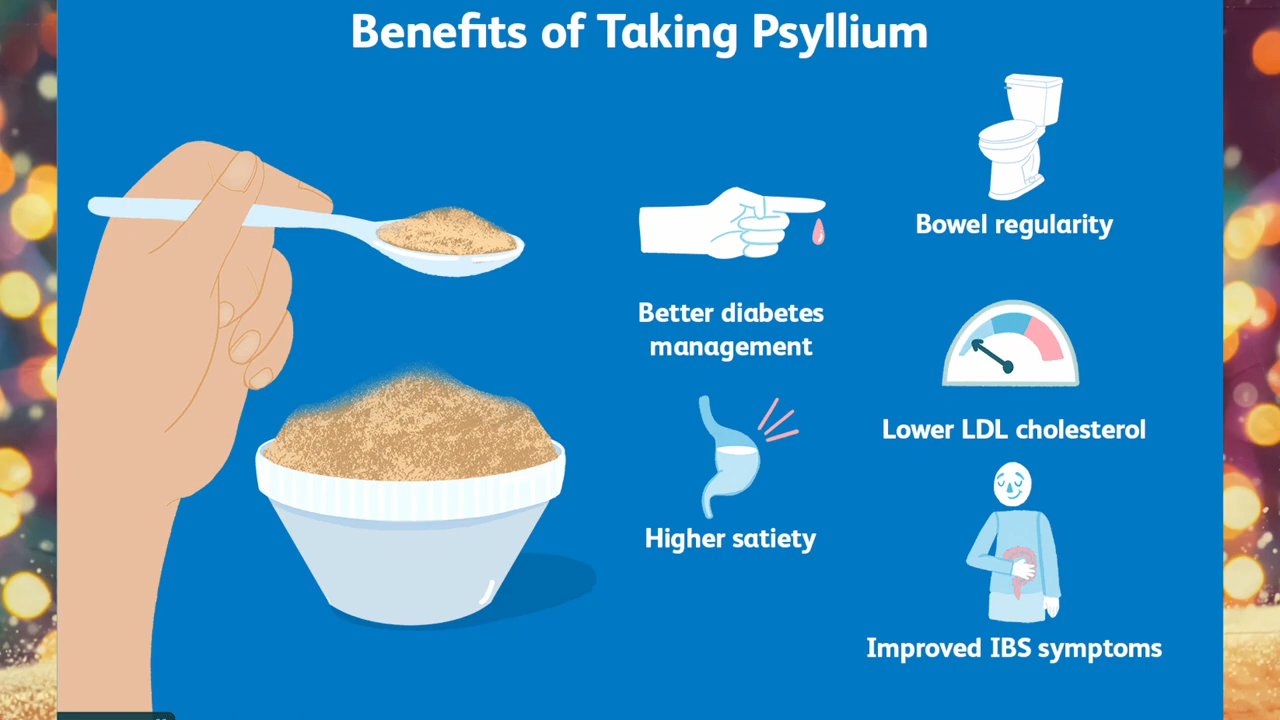 Benefits of Taking Psyllium
Bowel regularity
Better diabetes
management
Lower LDL cholesterol
Higher satiety
Improved IBS symptoms